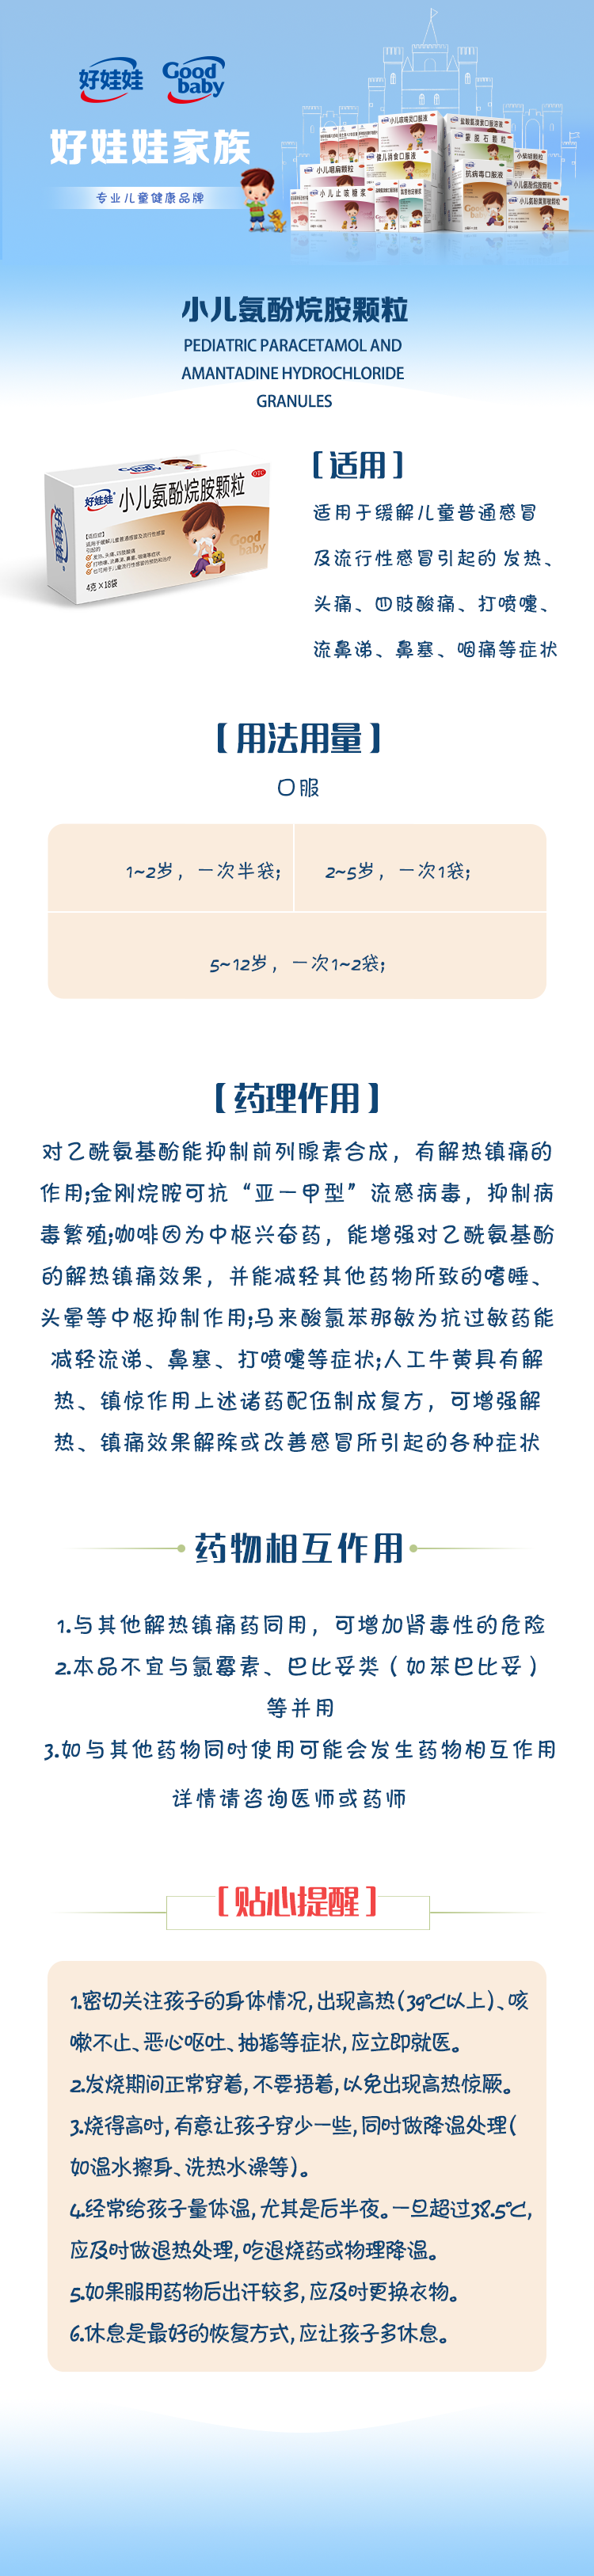 好娃娃 Good baby
好娃娃家族
专业儿童健康品牌
小儿止咳糖浆
抗病毒口服液
小儿氨酚烷胺颗粒
PEDIATRIC PARACETAMOL AND
AMANTADINE HYDROCHLORIDE
GRANULES
好娃娃
小儿氨酚烷胺颗粒
OTC
好娃娃
Good baby
4克×18袋
[适用]
适用于缓解儿童普通感冒
及流行性感冒引起的 发热、
头痛、四肢酸痛、打喷嚏、
流鼻涕、鼻塞、咽痛等症状
【用法用量】
口服
1~2岁，一次半袋;
2~5岁，一次1袋;
5~12岁，一次1~2袋;
【药理作用】
对乙酰氨基酚能抑制前列腺素合成，有解热镇痛的
作用;金刚烷胺可抗“亚一甲型”流感病毒，抑制病
毒繁殖;咖啡因为中枢兴奋药，能增强对乙酰氨基酚
的解热镇痛效果，并能减轻其他药物所致的嗜睡、
头晕等中枢抑制作用;马来酸氯苯那敏为抗过敏药能
减轻流涕、鼻塞、打喷嚏等症状;人工牛黄具有解
热、镇惊作用上述诸药配伍制成复方，可增强解
热、镇痛效果解除或改善感冒所引起的各种症状
药物相互作用
1.与其他解热镇痛药同用，可增加肾毒性的危险
2.本品不宜与氯霉素、巴比妥类（如苯巴比妥）
等并用
3.如与其他药物同时使用可能会发生药物相互作用
详情请咨询医师或药师
[贴心提醒]
1.密切关注孩子的身体情况,出现高热(39℃以上)、咳
嗽不止、恶心呕吐、抽搐等症状,应立即就医。
2.发烧期间正常穿着,不要捂着,以免出现高热惊厥。
3.烧得高时,有意让孩子穿少一些,同时做降温处理(
如温水擦身、洗热水澡等)。
4.经常给孩子量体温,尤其是后半夜。一旦超过38.5℃,
应及时做退热处理,吃退烧药或物理降温。
5.如果服用药物后出汗较多,应及时更换衣物。
6.休息是最好的恢复方式,应让孩子多休息。